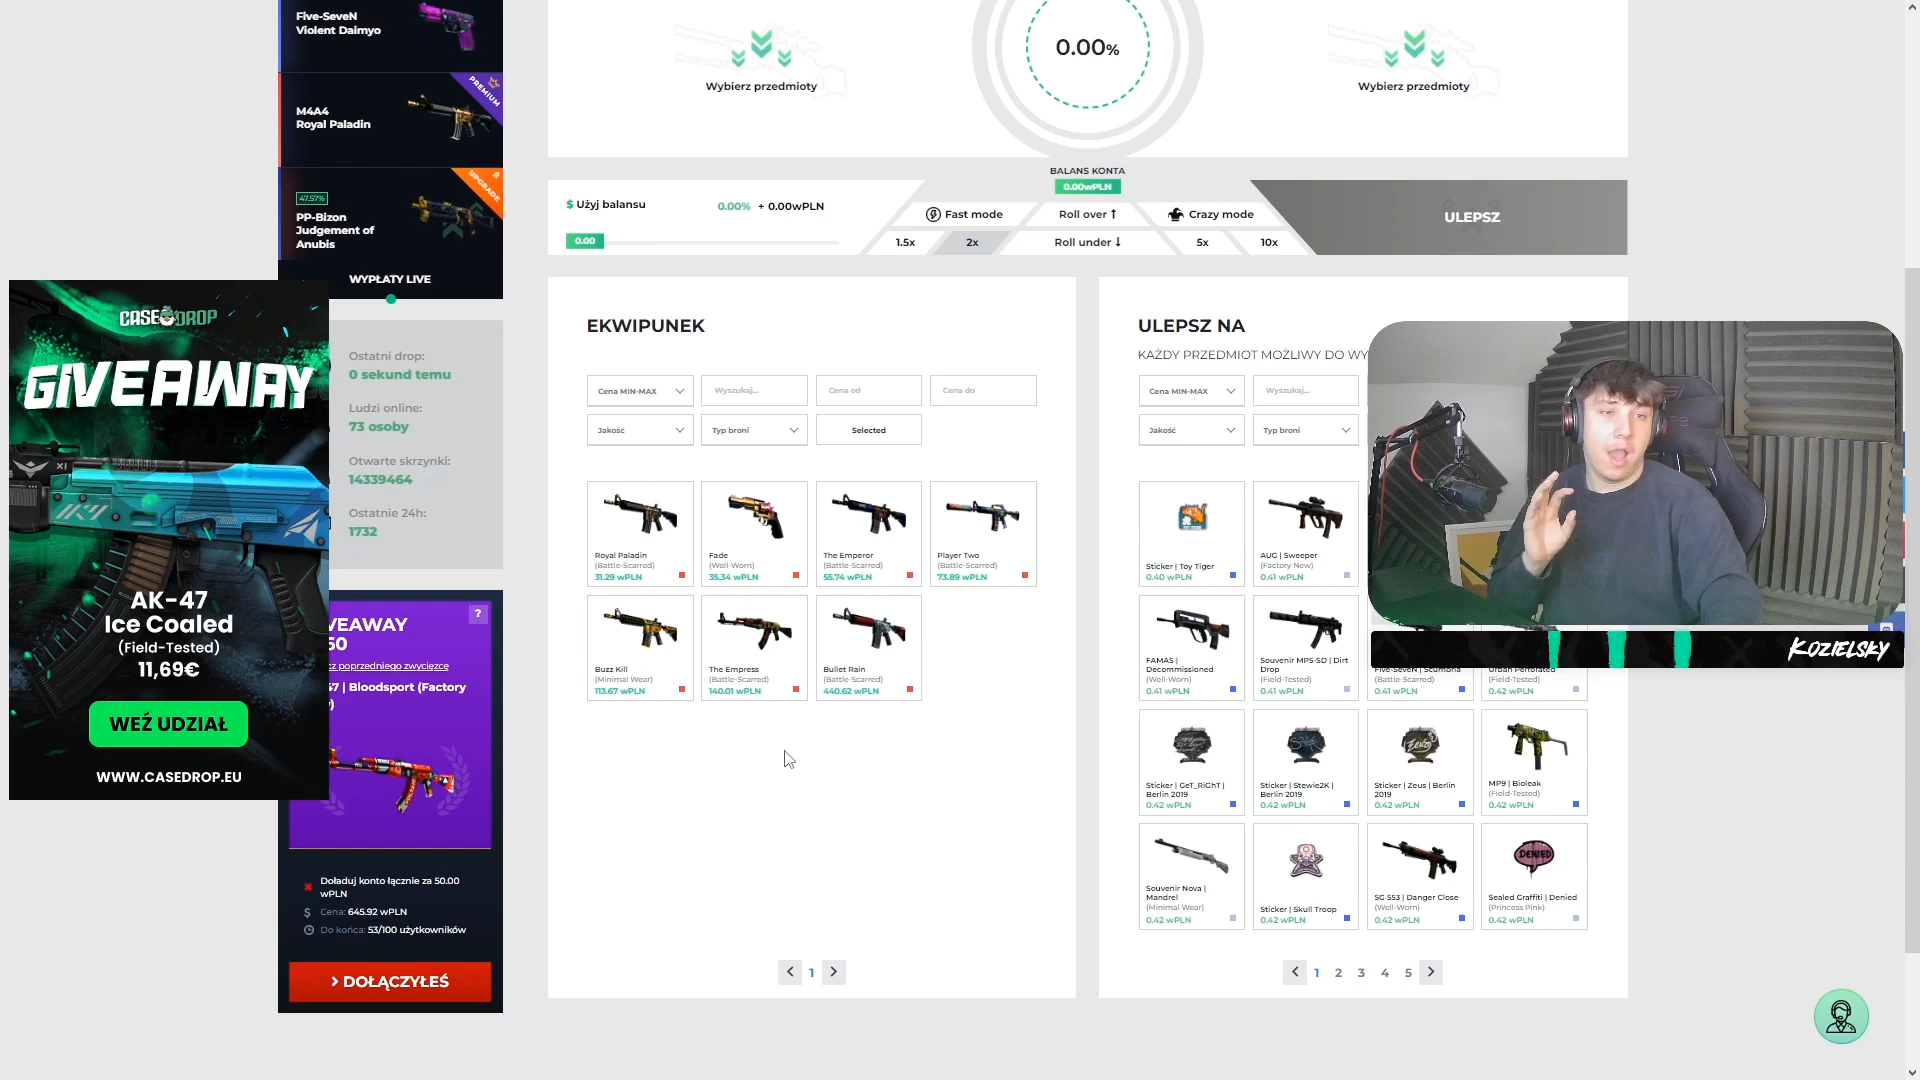 Five-SeveN
Violent Daimyo
PREMIUM
M4A4
Royal Paladin
UPGRADE
47.57%
PP-Bizon
Judgement of
Anubis
WYPŁATY LIVE
CASE DROP
GIVEAWAY
AK-47
Ice Coaled
(Field-Tested)
11,69€
WEŹ UDZIAŁ
WWW.CASEDROP.EU
Ostatni drop:
0 sekund temu
Ludzi online:
73 osoby
Otwarte skrzynki:
14339464
Ostatnie 24h:
1732
VEAWAY
?
50
cz poprzedniego zwycięzcę
47 | Bloodsport (Factory
Doładuj konto łącznie za 50.00
wPLN
Cena: 645.92 wPLN
Do końca: 53/100 użytkowników
DOŁĄCZYŁEŚ
Wybierz przedmioty
0.00%
Wybierz przedmioty
BALANS KONTA
0.00wPLN
$ Użyj balansu
0.00% + 0.00wPLN
0.00
Fast mode
Roll over ↑
Crazy mode
1.5x
2x
Roll under ↓
5x
10x
ULEPSZ
EKWIPUNEK
Cena MIN-MAX
Wyszukaj...
Cena od
Cena do
Jakość
Typ broni
Selected
Royal Paladin
(Battle-Scarred)
31.29 wPLN
Fade
(Well-Worn)
35.34 wPLN
The Emperor
(Battle-Scarred)
55.74 wPLN
Player Two
(Battle-Scarred)
73.89 wPLN
Buzz Kill
(Minimal Wear)
113.67 wPLN
The Empress
(Battle-Scarred)
140.01 wPLN
Bullet Rain
(Battle-Scarred)
440.62 wPLN
1
ULEPSZ NA
KAŻDY PRZEDMIOT MOŻLIWY DO WY
Cena MIN-MAX
Wyszukaj...
Jakość
Typ broni
Sticker | Toy Tiger
0.40 wPLN
AUG | Sweeper
(Factory New)
0.41 wPLN
KOZIELSKY
FAMAS |
Decommissioned
(Well-Worn)
0.41 wPLN
Souvenir MP5-SD | Dirt
Drop
(Field-Tested)
0.41 wPLN
Five-SeveN | Scumbria
(Battle-Scarred)
0.41 wPLN
Urban Perforated
(Field-Tested)
0.42 wPLN
Sticker | GeT_RiGhT |
Berlin 2019
0.42 wPLN
Sticker | Stewie2K |
Berlin 2019
0.42 wPLN
Sticker | Zeus | Berlin
2019
0.42 wPLN
MP9 | Bioleak
(Field-Tested)
0.42 wPLN
Souvenir Nova |
Mandrel
(Minimal Wear)
0.42 wPLN
Sticker | Skull Troop
0.42 wPLN
SG 553 | Danger Close
(Well-Worn)
0.42 wPLN
DENIED
Sealed Graffiti | Denied
(Princess Pink)
0.42 wPLN
1 2 3 4 5